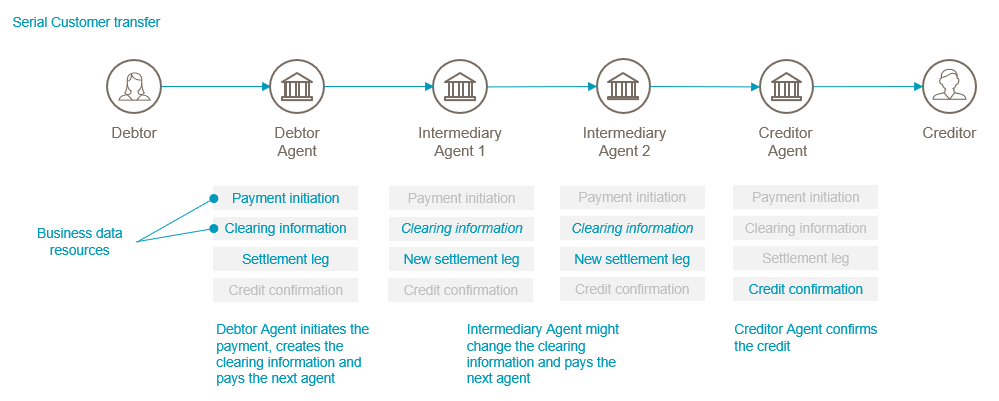 Serial Customer transfer
Debtor
Debtor
Agent
Intermediary
Agent 1
Intermediary
Agent 2
Creditor
Agent
Creditor
Business data
resources
Payment initiation
Clearing information
Settlement leg
Credit confirmation
Payment initiation
Clearing information
New settlement leg
Credit confirmation
Payment initiation
Clearing information
New settlement leg
Credit confirmation
Payment initiation
Clearing information
Settlement leg
Credit confirmation
Debtor Agent initiates the
payment, creates the
clearing information and
pays the next agent
Intermediary Agent might
change the clearing
information and pays the
next agent
Creditor Agent confirms
the credit